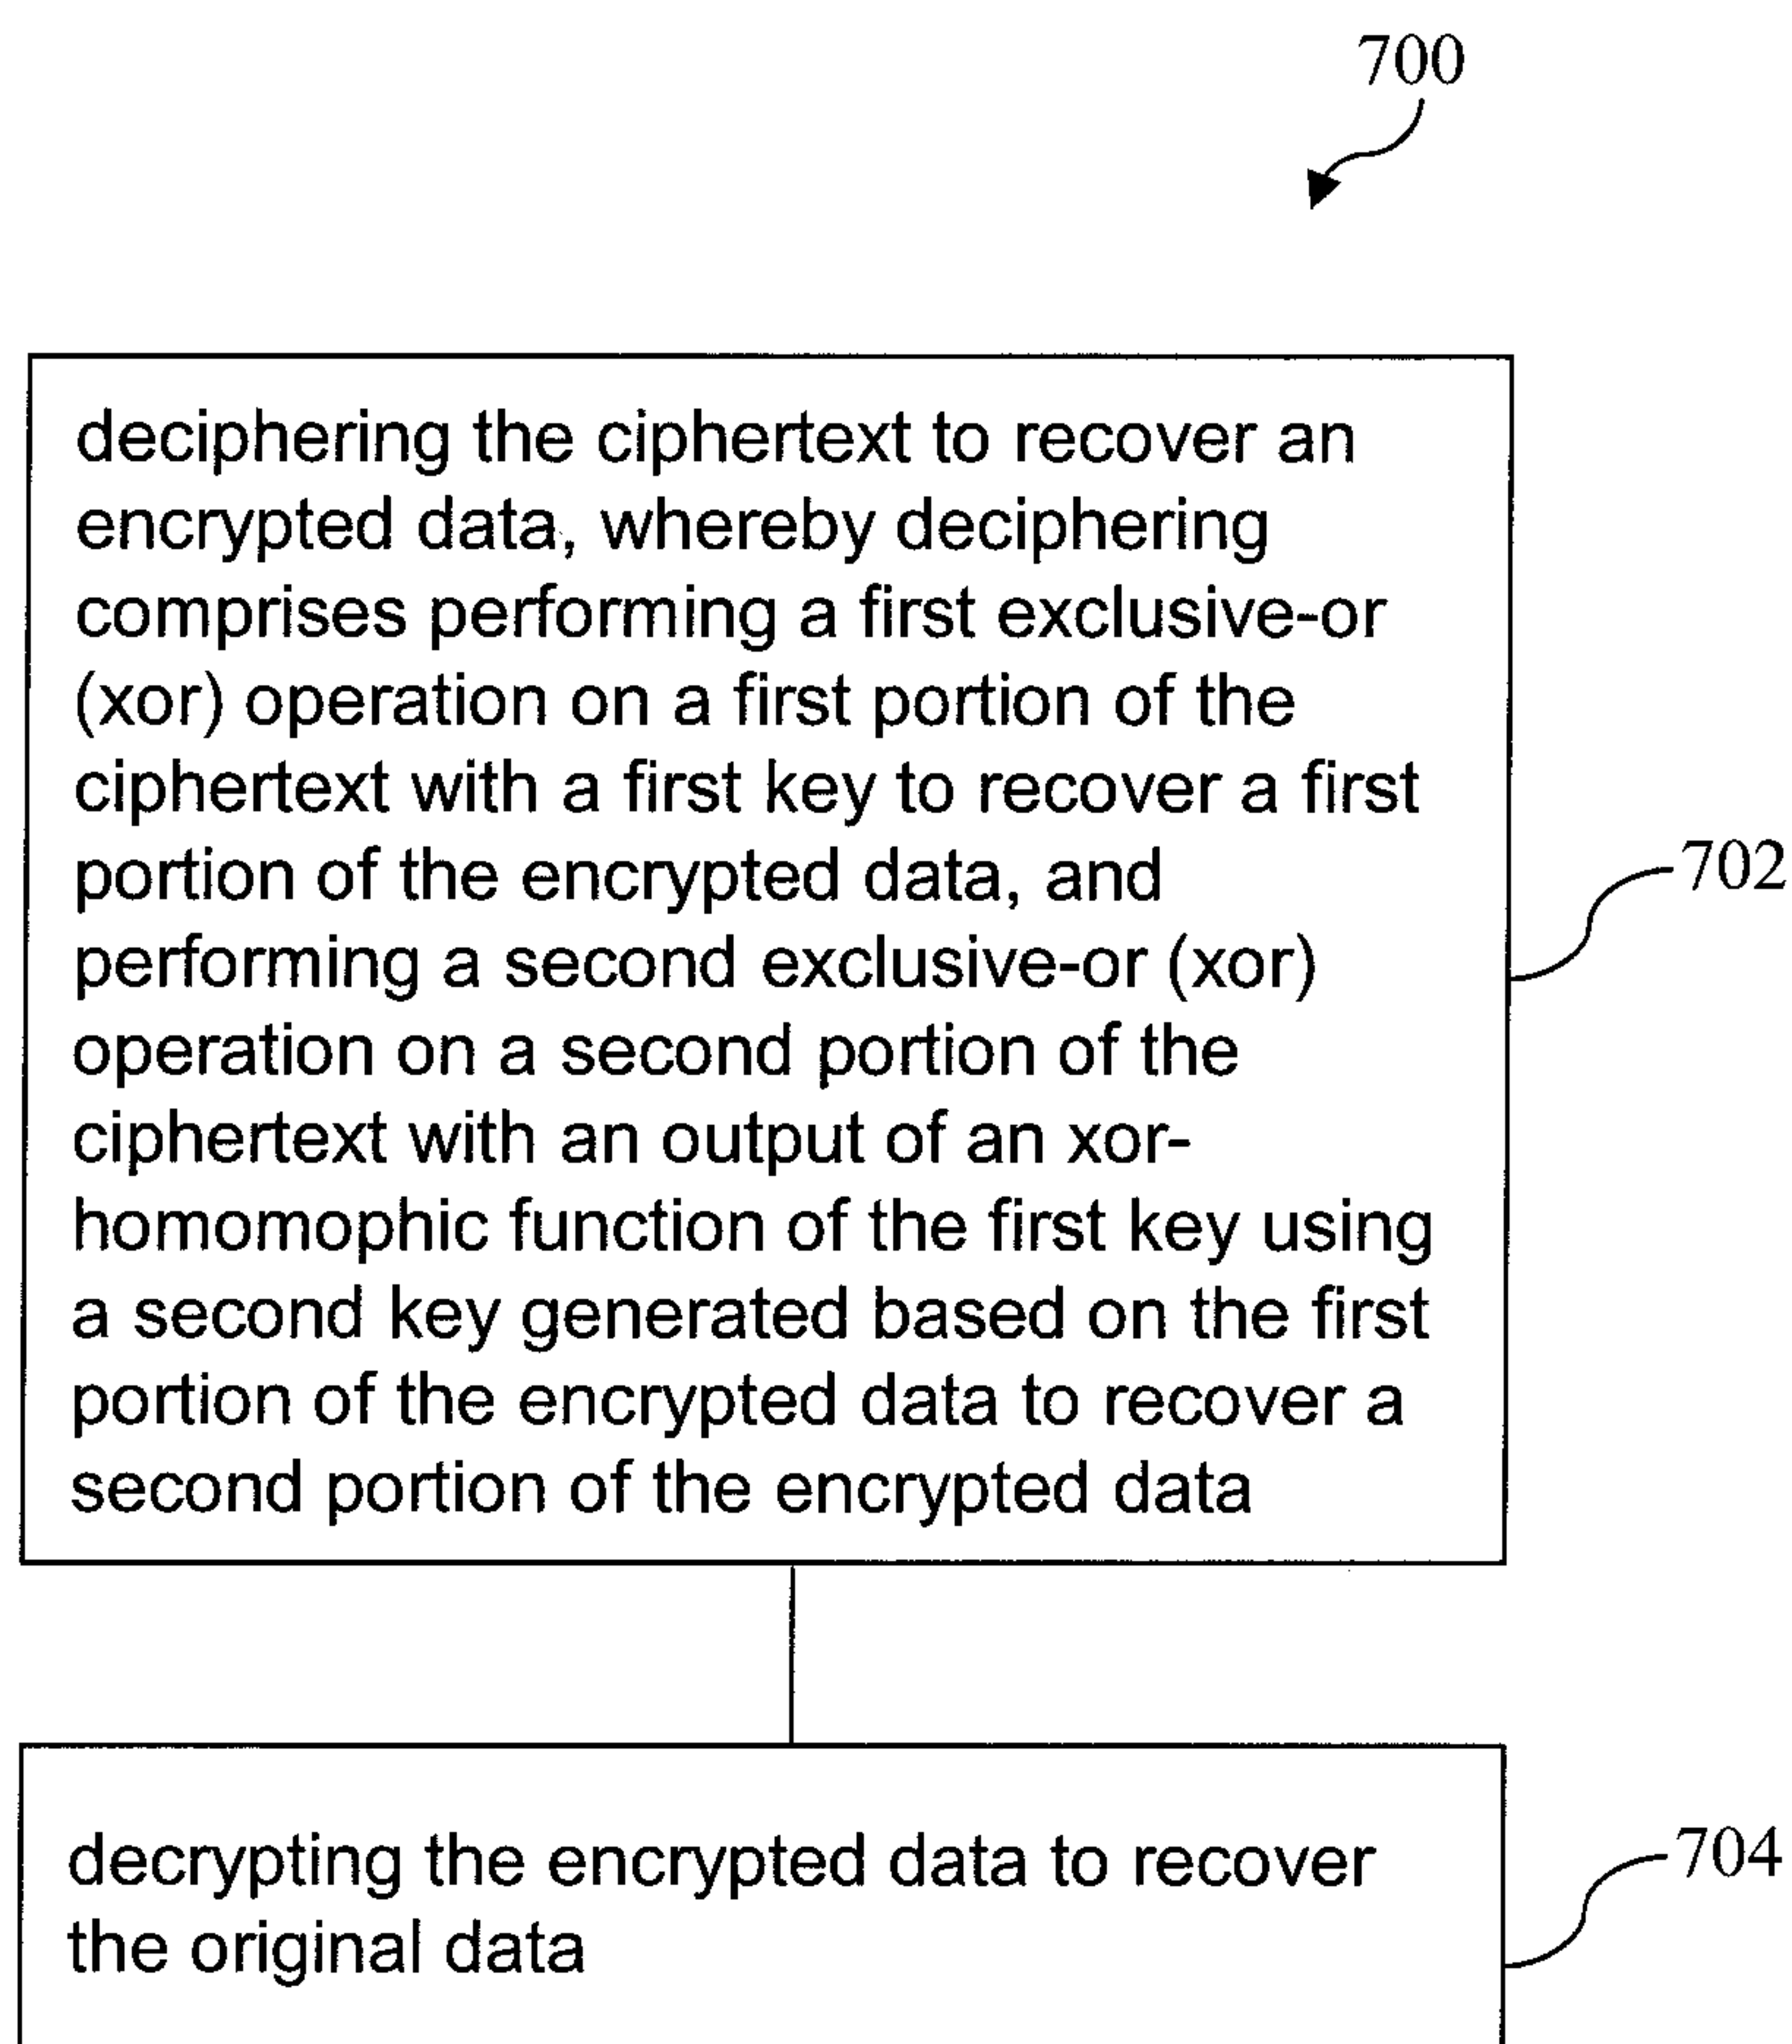 700
deciphering the ciphertext to recover an
encrypted data, whereby deciphering
comprises performing a first exclusive-or
(xor) operation on a first portion of the
ciphertext with a first key to recover a first
portion of the encrypted data, and
performing a second exclusive-or (xor)
operation on a second portion of the
ciphertext with an output of an xor-
homomophic function of the first key using
a second key generated based on the first
portion of the encrypted data to recover a
second portion of the encrypted data
702
decrypting the encrypted data to recover
the original data
704